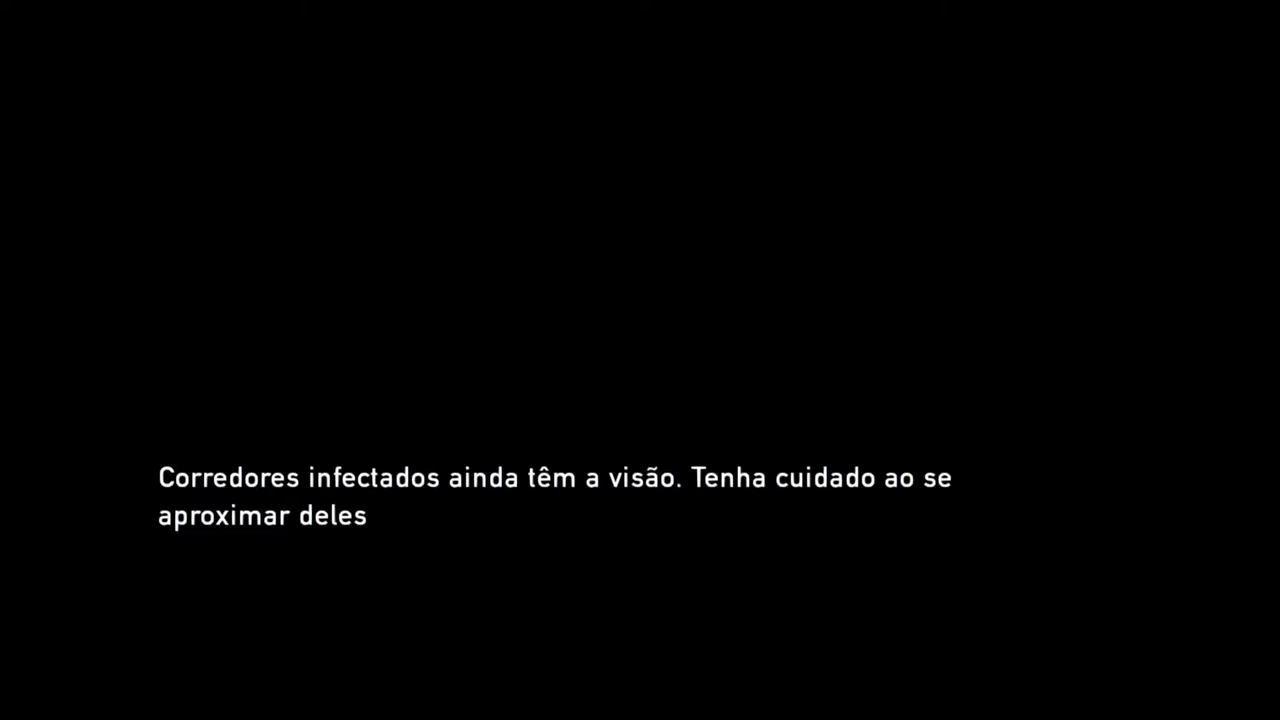 Corredores infectados ainda têm a visão. Tenha cuidado ao se
aproximar deles